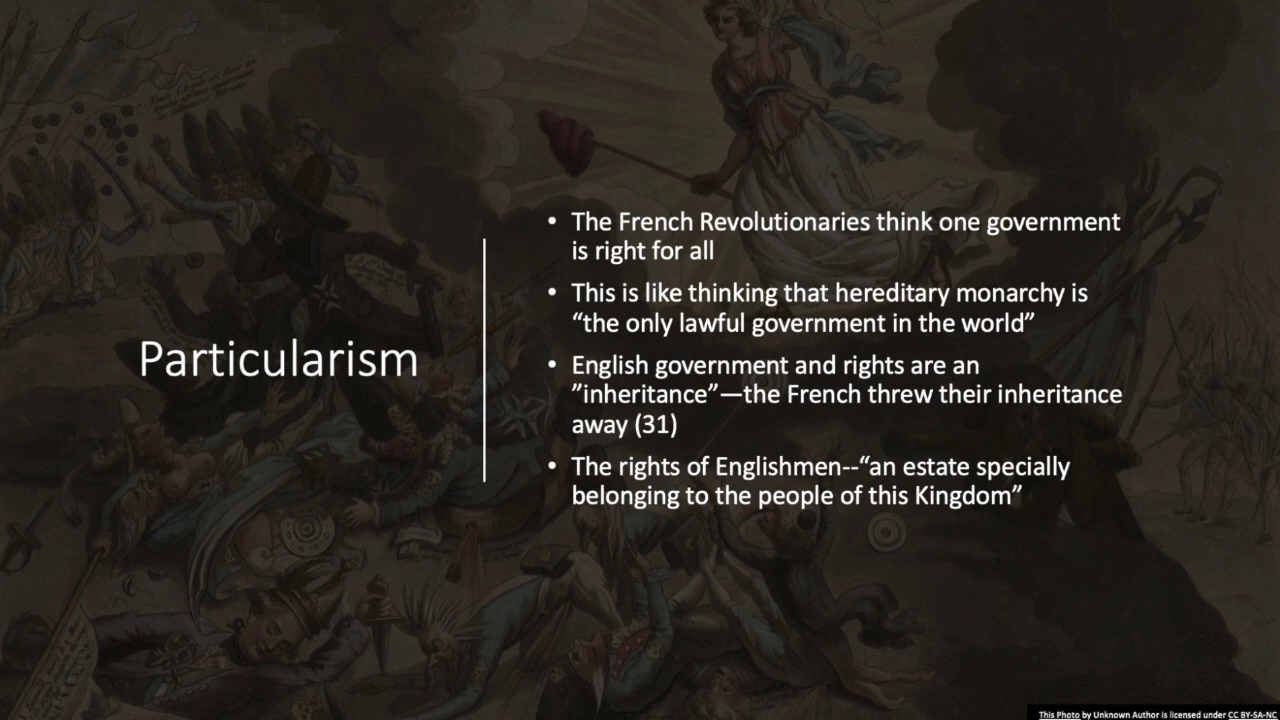 Particularism
• The French Revolutionaries think one government
is right for all
• This is like thinking that hereditary monarchy is
“the only lawful government in the world”
• English government and rights are an
”inheritance”—the French threw their inheritance
away (31)
• The rights of Englishmen--“an estate specially
belonging to the people of this Kingdom”
This Photo by Unknown Author is licensed under CC BY-SA-NC